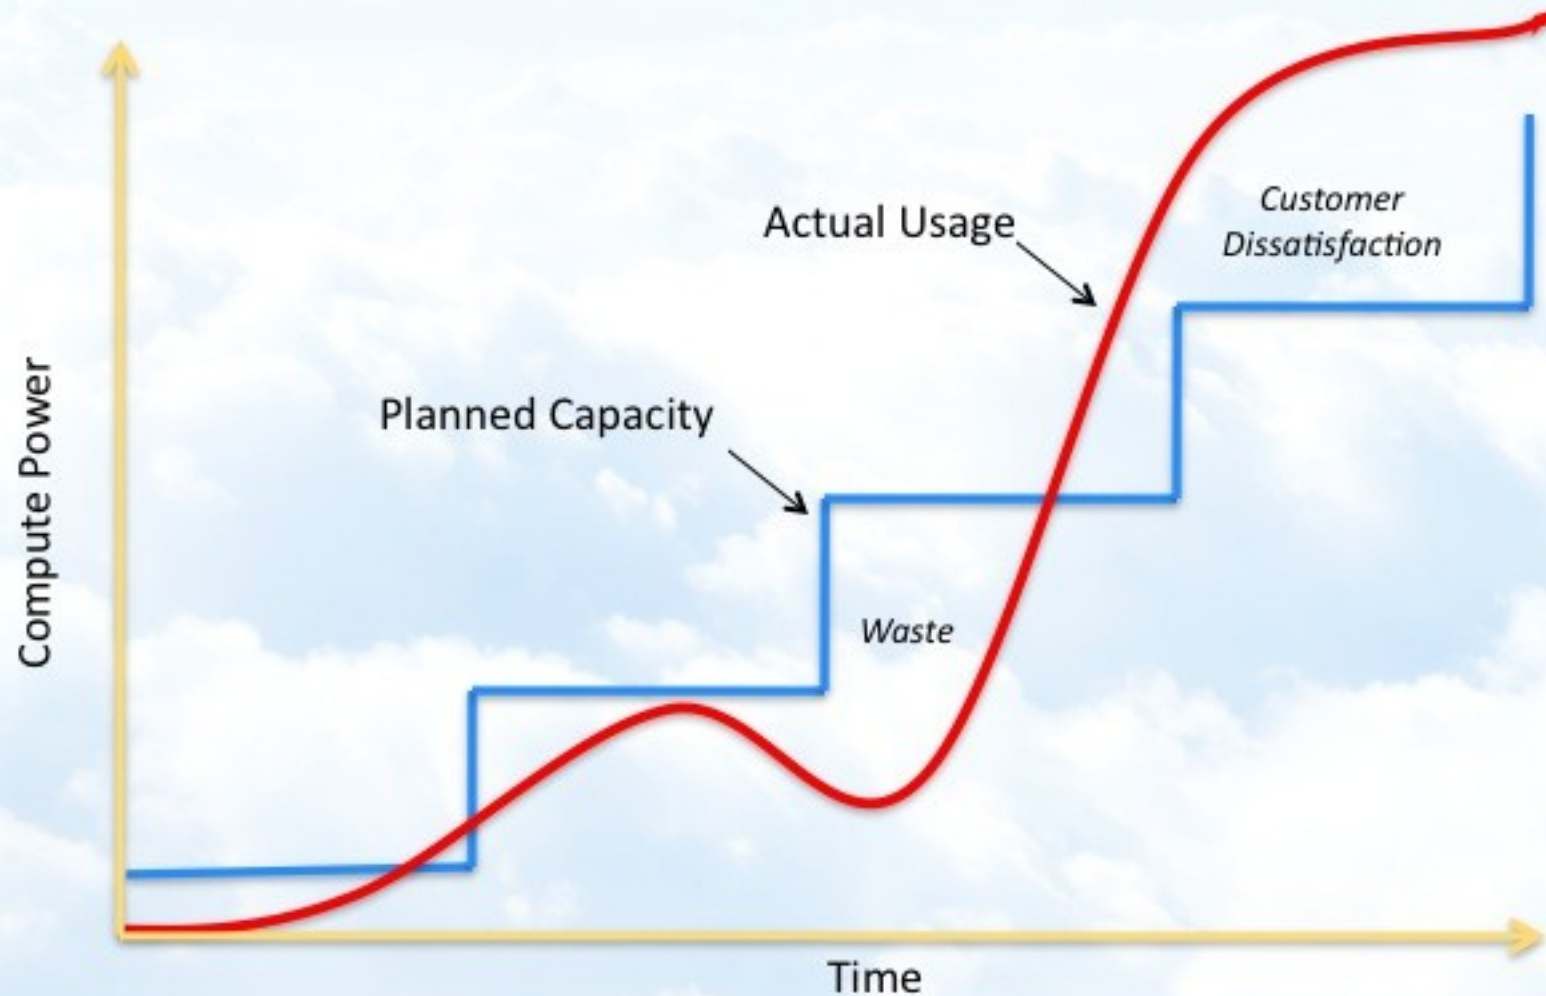 Actual Usage
Customer
Dissatisfaction
Planned Capacity
Compute Power
Waste
Time